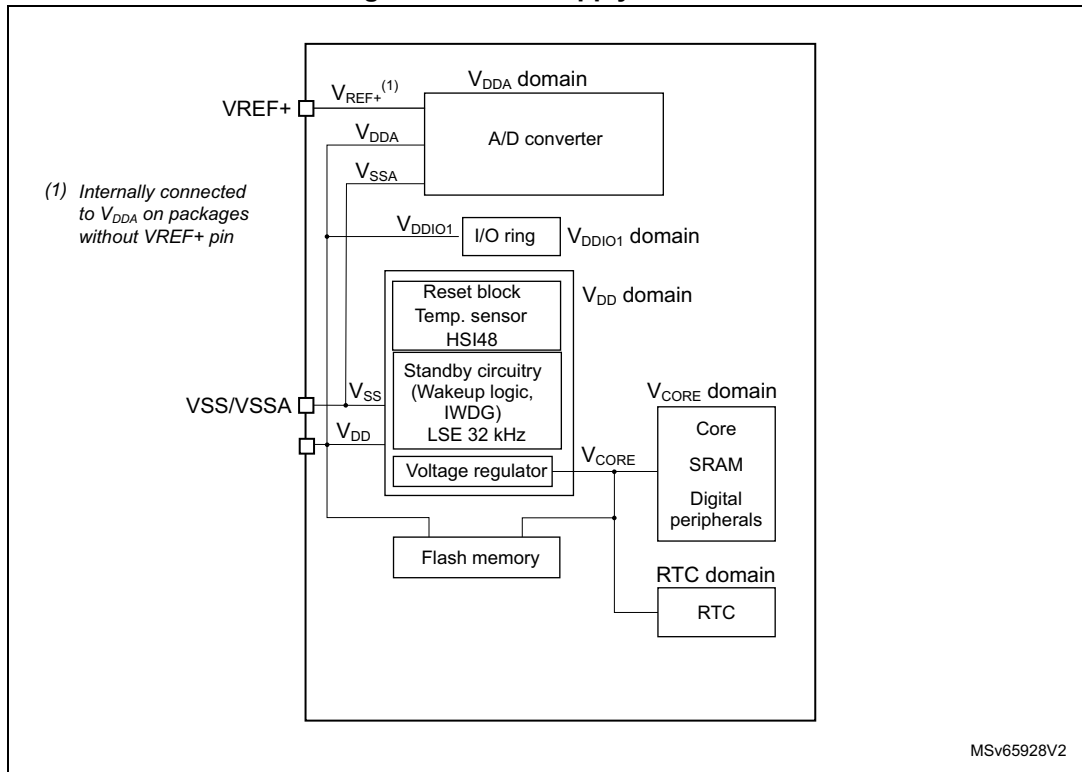 VREF+
VREF+(1)
VDDA domain
A/D converter
VDDA
VSSA
(1) Internally connected
to VDDA on packages
without VREF+ pin
VDDIO1
I/O ring
VDDIO1 domain
VDD domain
Reset block
Temp. sensor
HSI48
Standby circuitry
(Wakeup logic,
IWDG)
LSE 32 kHz
Voltage regulator
VSS/VSSA
VSS
VDD
VCORE
VCORE domain
Core
SRAM
Digital
peripherals
Flash memory
RTC domain
RTC
MSv65928V2